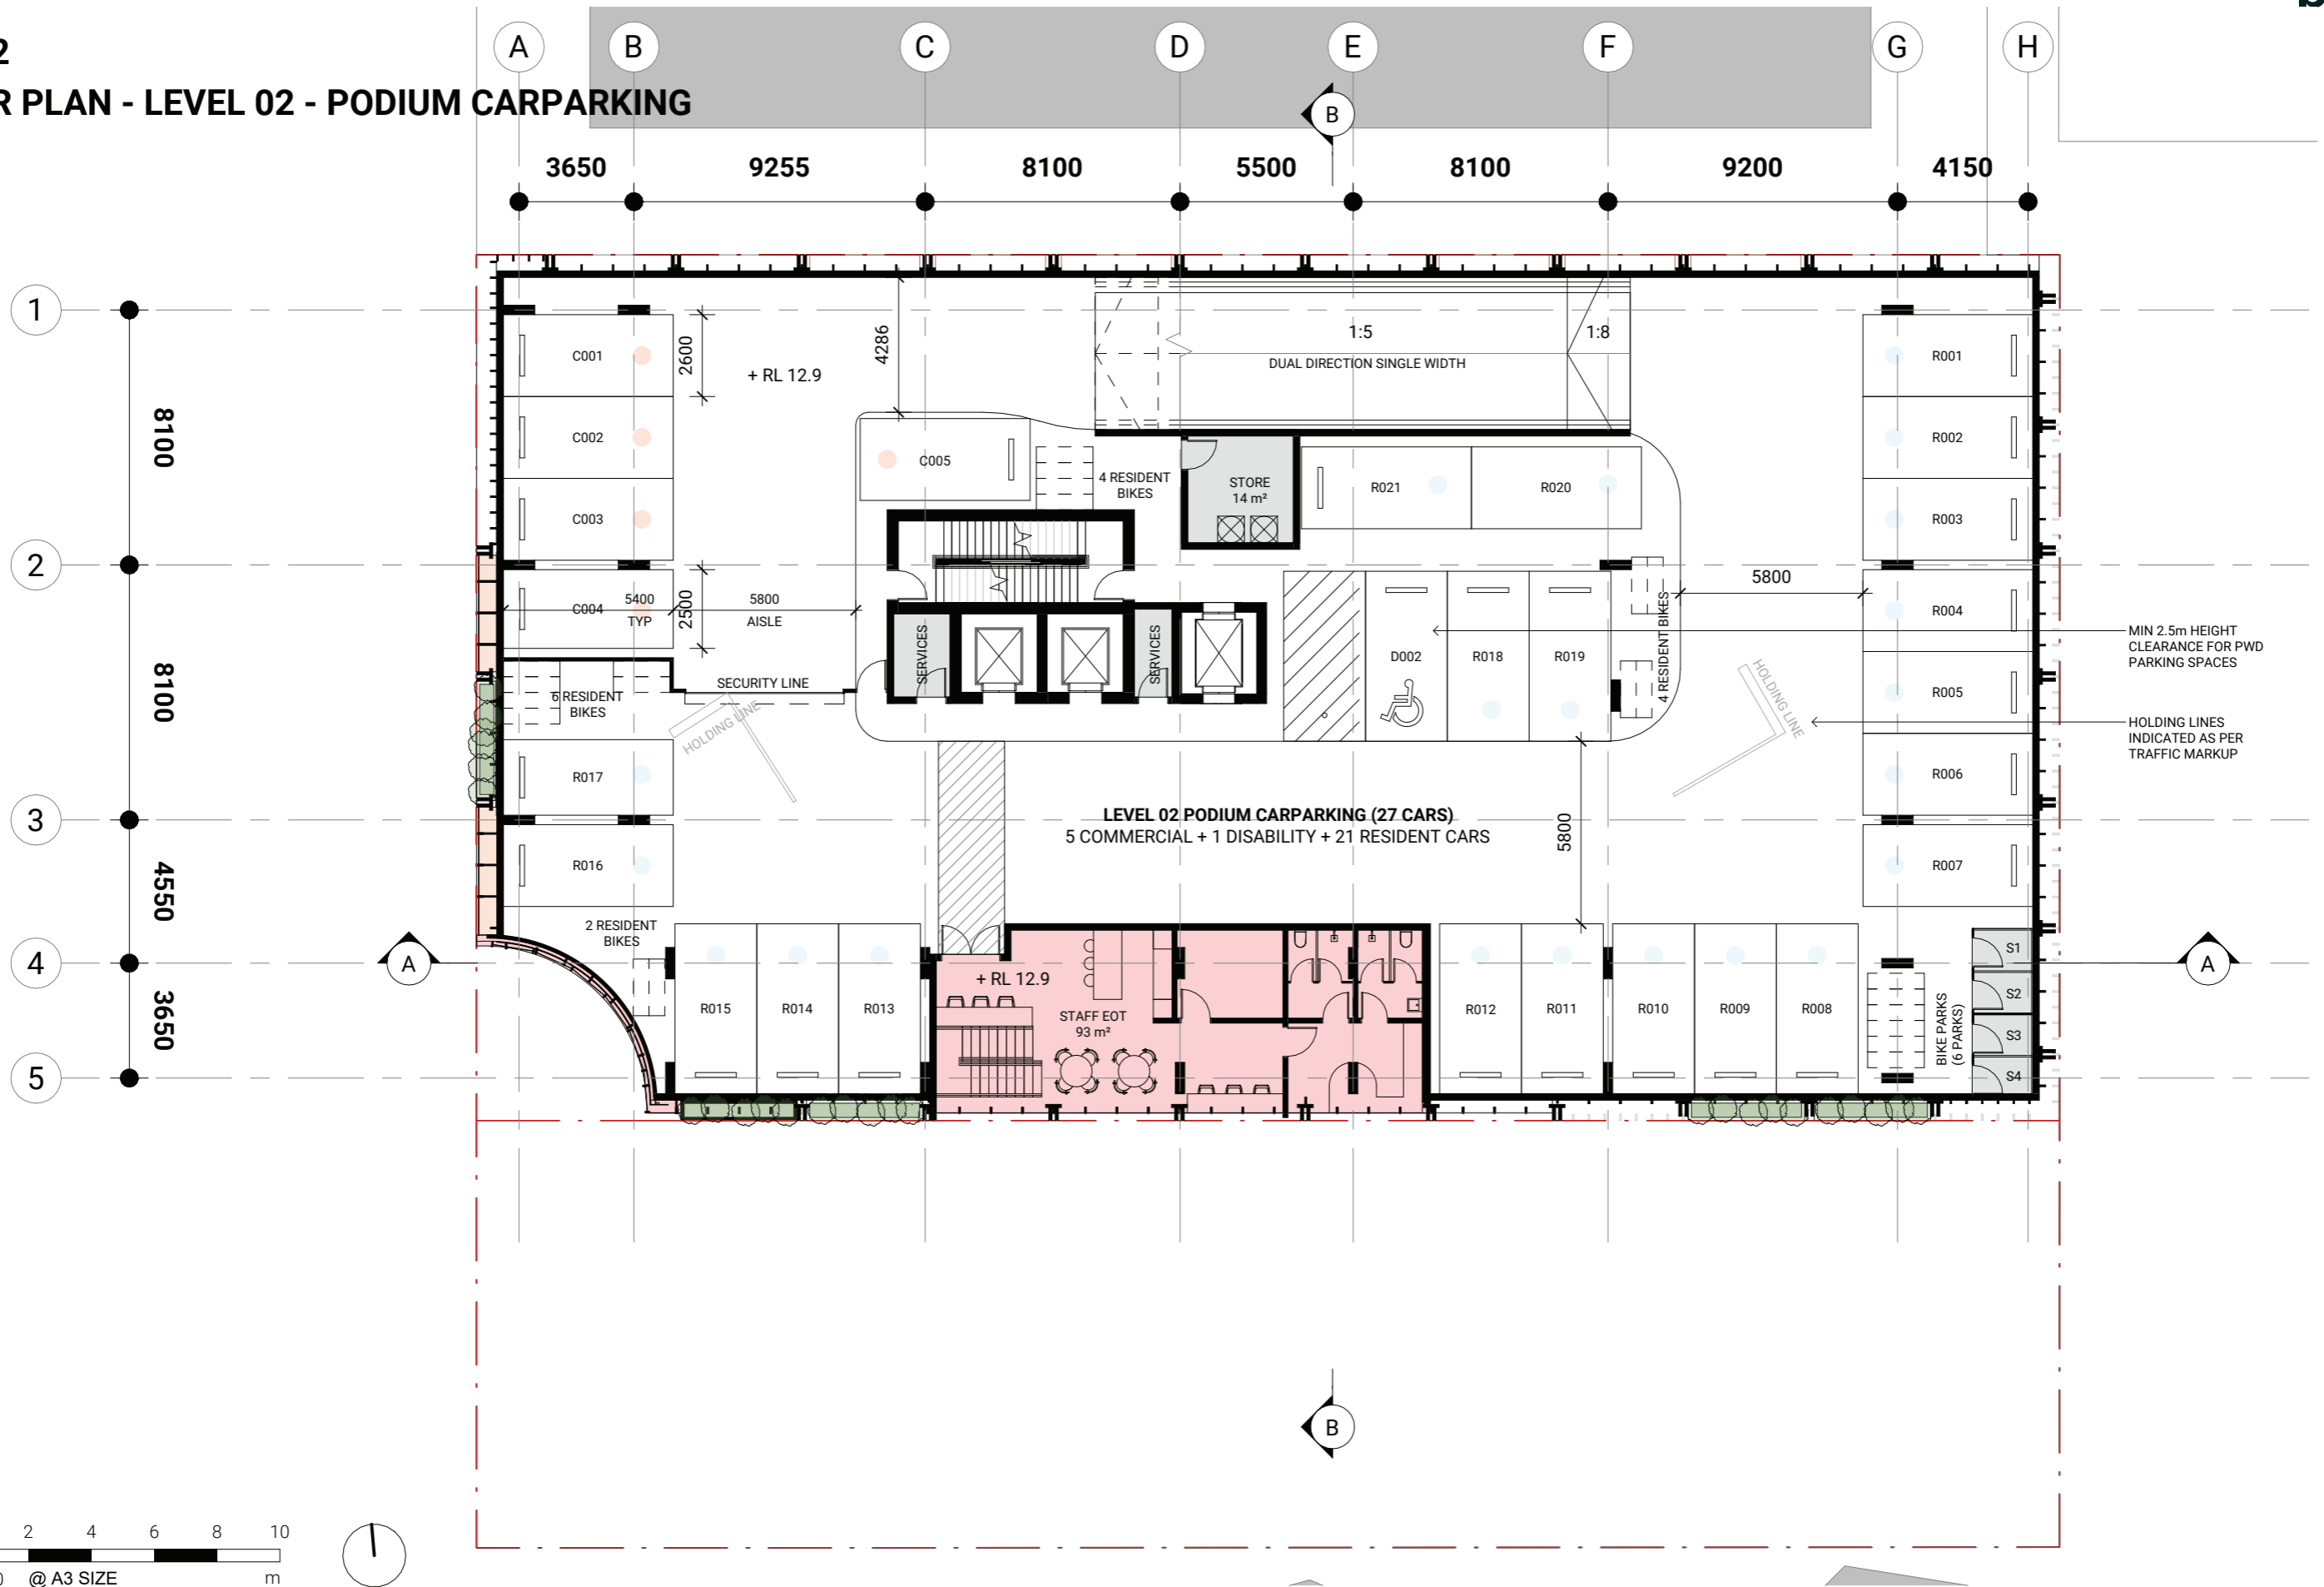 2
R PLAN - LEVEL 02 - PODIUM CARPARKING
A
B
C
D
E
F
G
H
B
3650
9255
8100
5500
8100
9200
4150
1
2
3
4
5
8100
8100
4550
3650
C001
C002
C003
C004
C005
2600
+ RL 12.9
4286
1:5
1:8
DUAL DIRECTION SINGLE WIDTH
4 RESIDENT
BIKES
STORE
14 m²
R021
R020
R001
R002
R003
R004
R005
R006
R007
5400
TYP
2500
5800
AISLE
SECURITY LINE
HOLDING LINE
6 RESIDENT
BIKES
SERVICES
SERVICES
D002
R018
R019
4 RESIDENT BIKES
5800
HOLDING LINE
MIN 2.5m HEIGHT
CLEARANCE FOR PWD
PARKING SPACES
HOLDING LINES
INDICATED AS PER
TRAFFIC MARKUP
R017
R016
LEVEL 02 PODIUM CARPARKING (27 CARS)
5 COMMERCIAL + 1 DISABILITY + 21 RESIDENT CARS
5800
2 RESIDENT
BIKES
A
A
R015
R014
R013
+ RL 12.9
STAFF EOT
93 m²
R012
R011
R010
R009
R008
BIKE PARKS
(6 PARKS)
S1
S2
S3
S4
B
2 4 6 8 10
@ A3 SIZE m